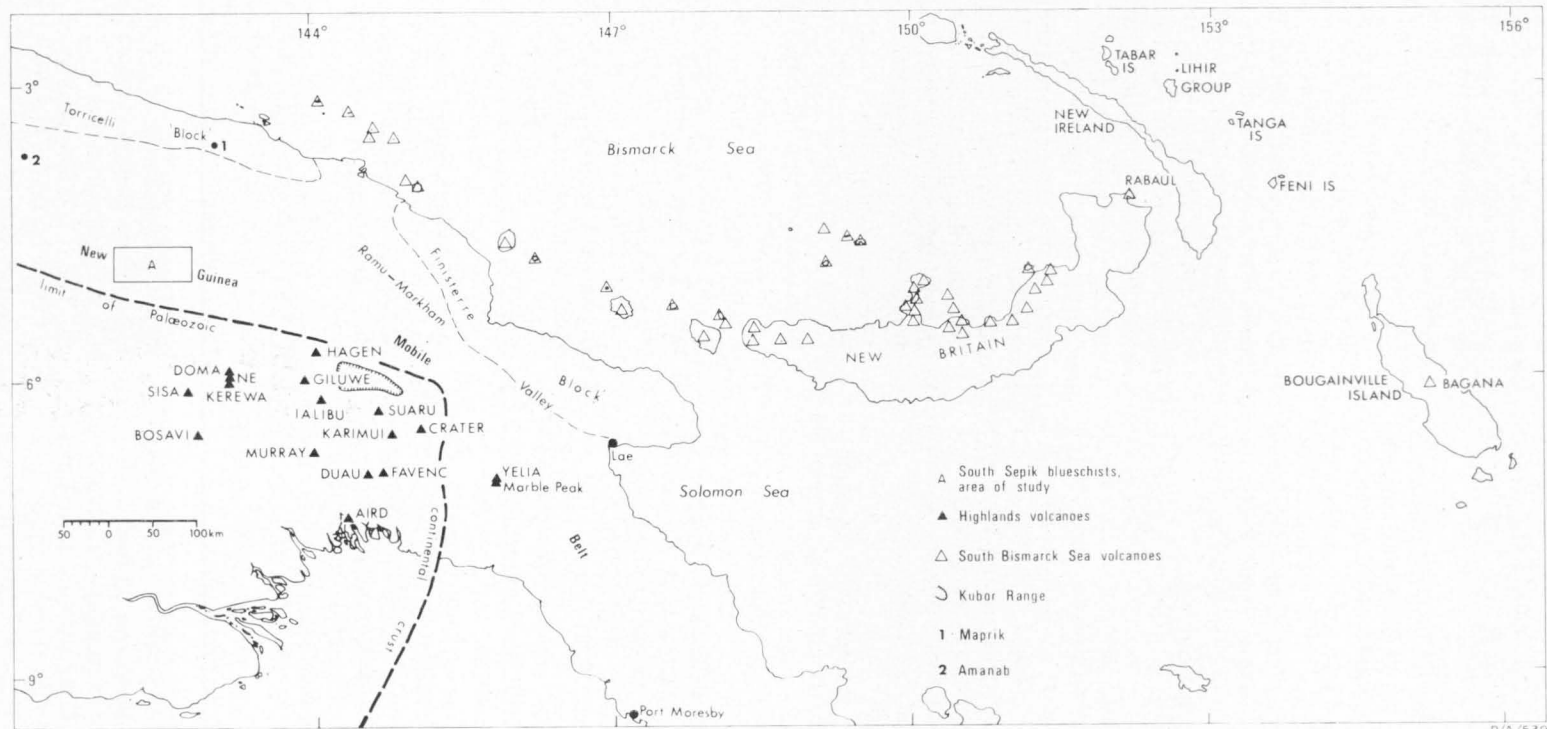 144°
147°
150°
153°
156°
3°
TABAR
IS
LIHIR
GROUP
NEW
IRELAND
TANGA
IS
Torricelli 'Block'
1
2
Bismarck Sea
RABAUL
FENI IS
New
Guinea
A
Finisterre
Block
Ramu-Markham
Valley
limit of Palæozoic
continental
crust
Mobile
Belt
HAGEN
DOMA
NE
KEREWA
6°
SISA
GILUWE
IALIBU
SUARU
BOSAVI
KARIMUI
CRATER
MURRAY
DUAU
FAVENC
YELIA
Marble Peak
AIRD
Lae
NEW BRITAIN
BOUGAINVILLE
ISLAND
BAGANA
Solomon Sea
50 0 50 100km
A South Sepik blueschists,
area of study
Highlands volcanoes
South Bismarck Sea volcanoes
Kubor Range
1 Maprik
2 Amanab
9°
Port Moresby